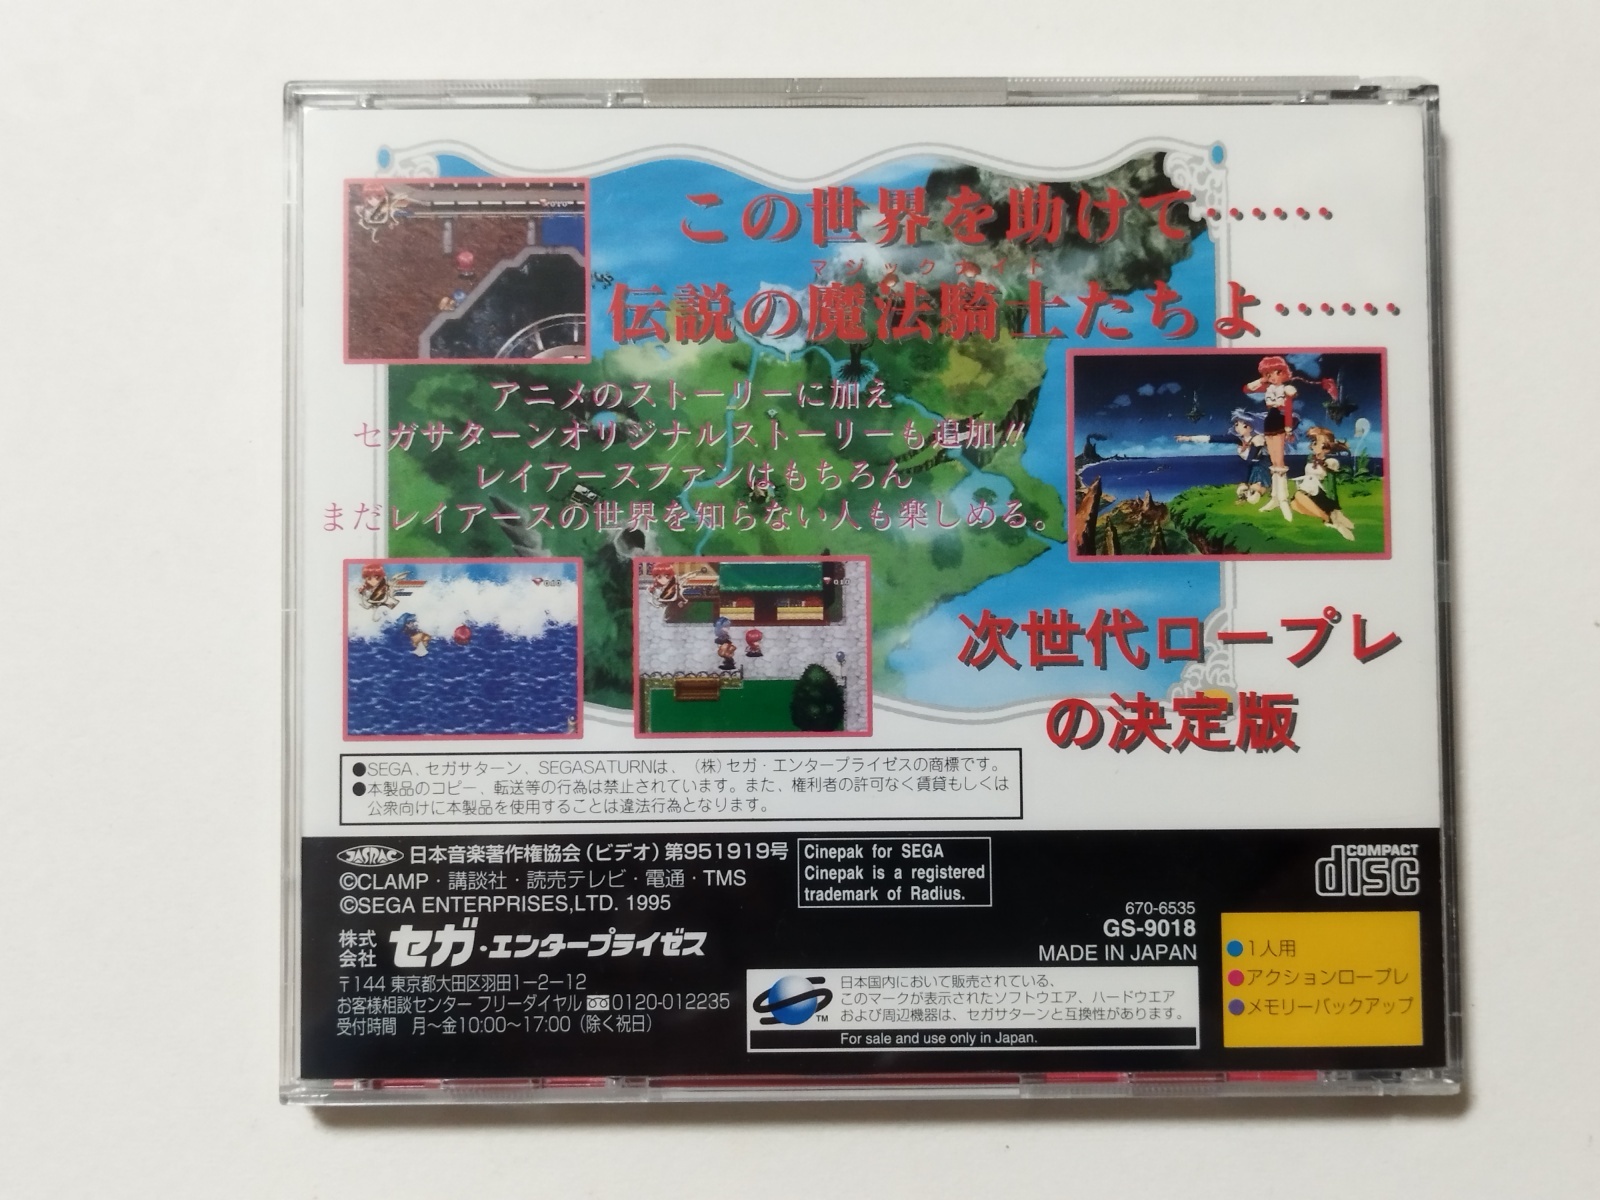 この世界を助けて……
マジックナイト
伝説の魔法騎士たちよ……
アニメのストーリーに加え
セガサターンオリジナルストーリーも追加!!
レイアースファンはもちろん
まだレイアースの世界を知らない人も楽しめる。
次世代ロープレ
の決定版
●SEGA、セガサターン、SEGASATURNは、(株)セガ・エンタープライゼスの商標です。
●本製品のコピー、転送等の行為は禁止されています。また、権利者の許可なく賃貸もしくは
公衆向けに本製品を使用することは違法行為となります。
JASRAC 日本音楽著作権協会(ビデオ)第951919号
©CLAMP・講談社・読売テレビ・電通・TMS
©SEGA ENTERPRISES,LTD. 1995
Cinepak for SEGA
Cinepak is a registered
trademark of Radius.
COMPACT
disc
株式会社 セガ・エンタープライゼス
〒144 東京都大田区羽田1-2-12
お客様相談センター フリーダイヤル 0120-012235
受付時間 月〜金10:00〜17:00(除く祝日)
670-6535
GS-9018
MADE IN JAPAN
日本国内において販売されている、
このマークが表示されたソフトウエア、ハードウエア
および周辺機器は、セガサターンと互換性があります。
TM
For sale and use only in Japan.
●1人用
●アクションロープレ
●メモリーバックアップ